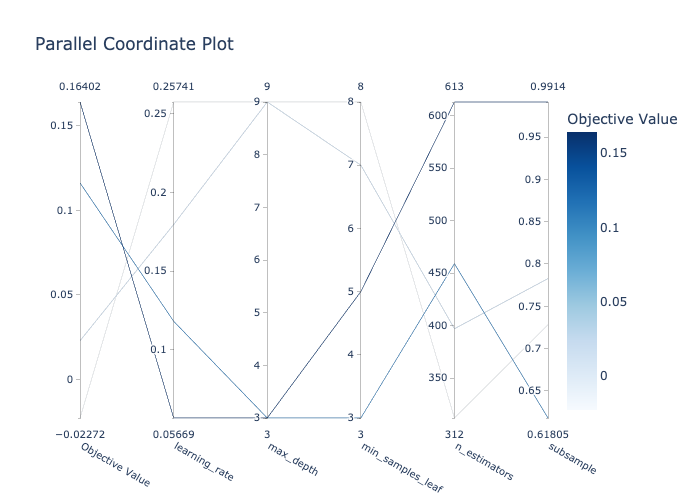 Parallel Coordinate Plot
0.16402 0.25741 9 8 613 0.9914
Objective Value
0.15 0.1 0.05 0
0.25 0.2 0.15 0.1
9 8 7 6 5 4 3
8 7 6 5 4 3
600 550 500 450 400 350
0.95 0.9 0.85 0.8 0.75 0.7 0.65
0.15 0.1 0.05 0
−0.02272 0.05669 3 3 312 0.61805
Objective Value learning_rate max_depth min_samples_leaf n_estimators subsample